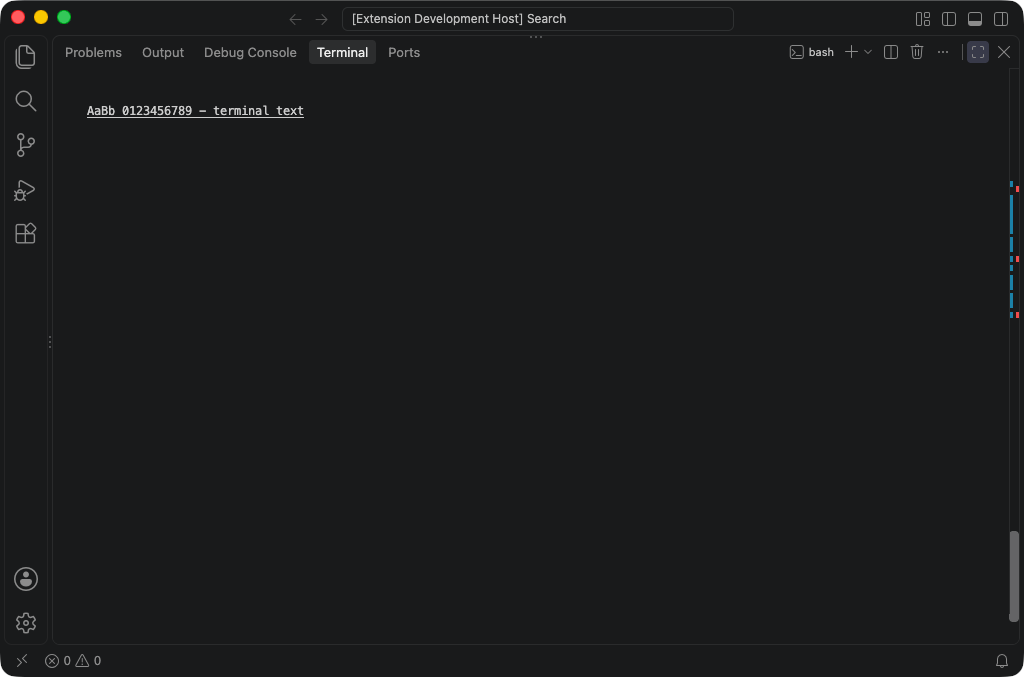 [Extension Development Host] Search
Problems Output Debug Console Terminal Ports bash
AaBb 0123456789 – terminal text
0 0